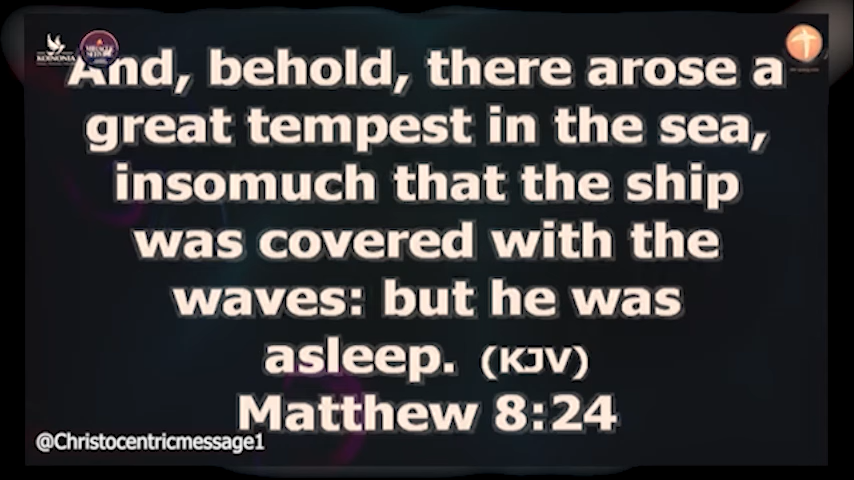 KOINONIA
And, behold, there arose a
great tempest in the sea,
insomuch that the ship
was covered with the
waves: but he was
asleep. (KJV)
Matthew 8:24
@Christocentricmessage1